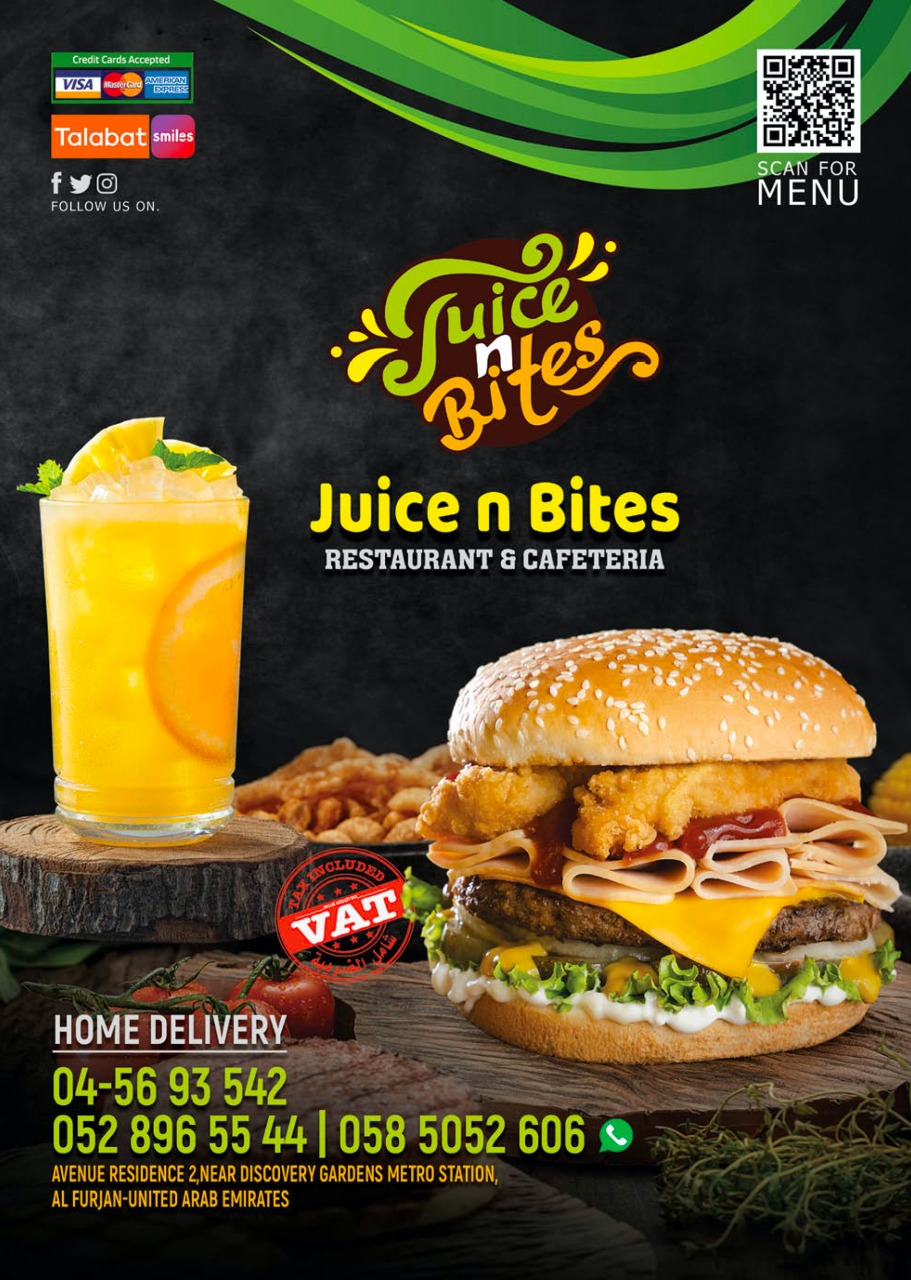 Credit Cards Accepted
VISA MasterCard AMERICAN EXPRESS
Talabat smiles
FOLLOW US ON.
SCAN FOR
MENU
Juice
n
Bites
Juice n Bites
RESTAURANT & CAFETERIA
TAX INCLUDED
VAT
HOME DELIVERY
04-56 93 542
052 896 55 44 | 058 5052 606
AVENUE RESIDENCE 2,NEAR DISCOVERY GARDENS METRO STATION,
AL FURJAN-UNITED ARAB EMIRATES